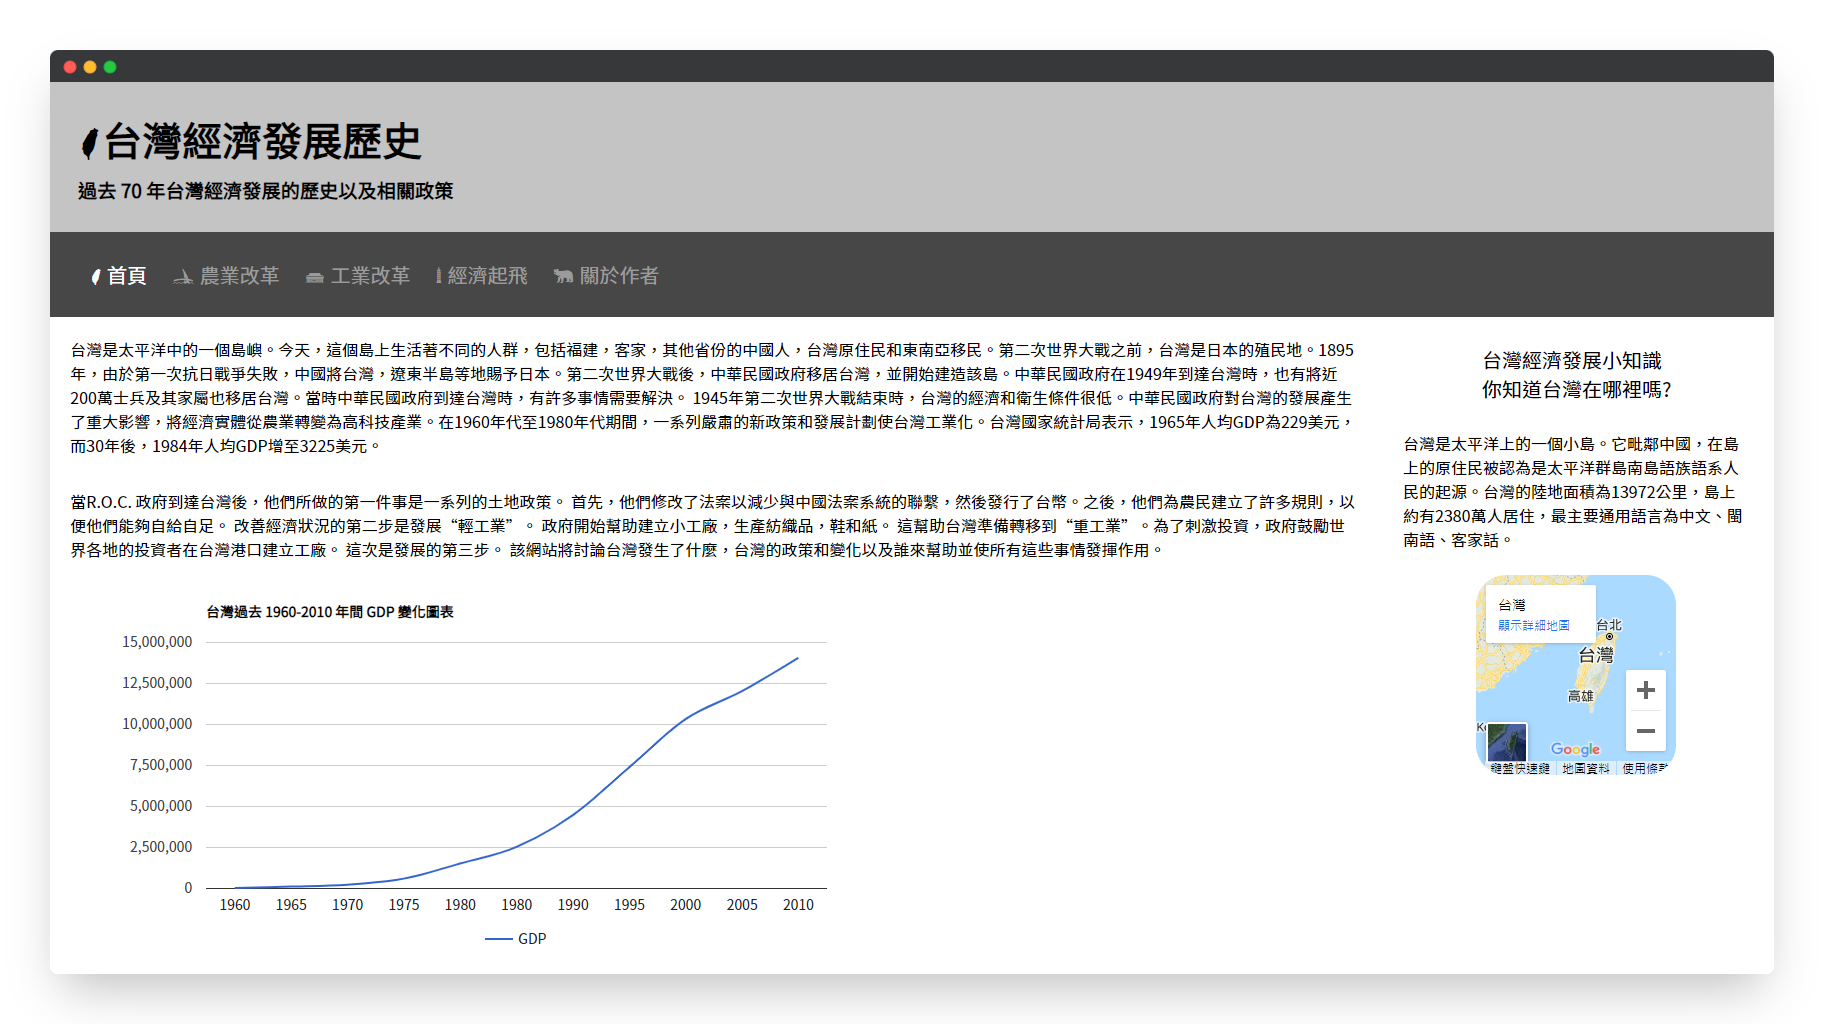 台灣經濟發展歷史
過去 70 年台灣經濟發展的歷史以及相關政策
首頁 農業改革 工業改革 經濟起飛 關於作者
台灣是太平洋中的一個島嶼。今天，這個島上生活著不同的人群，包括福建，客家，其他省份的中國人，台灣原住民和東南亞移民。第二次世界大戰之前，台灣是日本的殖民地。1895
年，由於第一次抗日戰爭失敗，中國將台灣，遼東半島等地賜予日本。第二次世界大戰後，中華民國政府移居台灣，並開始建造該島。中華民國政府在1949年到達台灣時，也有將近
200萬士兵及其家屬也移居台灣。當時中華民國政府到達台灣時，有許多事情需要解決。 1945年第二次世界大戰結束時，台灣的經濟和衛生條件很低。中華民國政府對台灣的發展產生
了重大影響，將經濟實體從農業轉變為高科技產業。在1960年代至1980年代期間，一系列嚴肅的新政策和發展計劃使台灣工業化。台灣國家統計局表示，1965年人均GDP為229美元，
而30年後，1984年人均GDP增至3225美元。
當R.O.C. 政府到達台灣後，他們所做的第一件事是一系列的土地政策。 首先，他們修改了法案以減少與中國法案系統的聯繫，然後發行了台幣。之後，他們為農民建立了許多規則，以
便他們能夠自給自足。 改善經濟狀況的第二步是發展“輕工業”。 政府開始幫助建立小工廠，生產紡織品，鞋和紙。 這幫助台灣準備轉移到“重工業”。為了刺激投資，政府鼓勵世
界各地的投資者在台灣港口建立工廠。 這次是發展的第三步。 該網站將討論台灣發生了什麼，台灣的政策和變化以及誰來幫助並使所有這些事情發揮作用。
台灣過去 1960-2010 年間 GDP 變化圖表
15,000,000
12,500,000
10,000,000
7,500,000
5,000,000
2,500,000
0
1960 1965 1970 1975 1980 1980 1990 1995 2000 2005 2010
GDP
台灣經濟發展小知識
你知道台灣在哪裡嗎?
台灣是太平洋上的一個小島。它毗鄰中國，在島
上的原住民被認為是太平洋群島南島語族語系人
民的起源。台灣的陸地面積為13972公里，島上
約有2380萬人居住，最主要通用語言為中文、閩
南語、客家話。
台灣
顯示詳細地圖
台北
台灣
高雄
Google
鍵盤快速鍵 地圖資料 使用條款